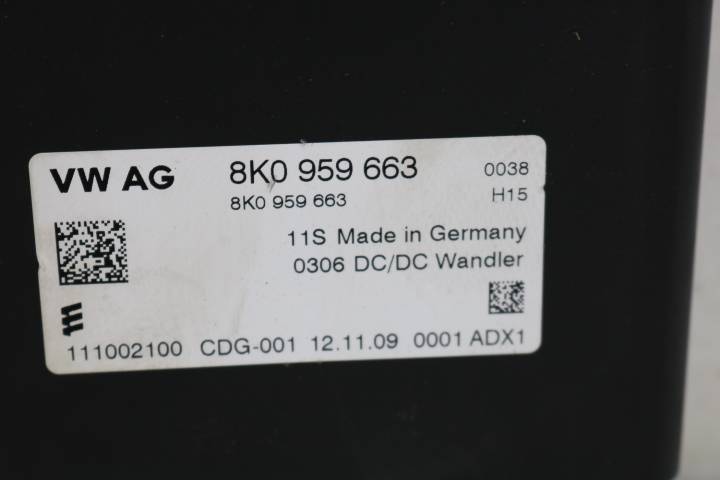 VW AG 8K0 959 663 0038
8K0 959 663 H15
11S Made in Germany
0306 DC/DC Wandler
111002100 CDG-001 12.11.09 0001 ADX1